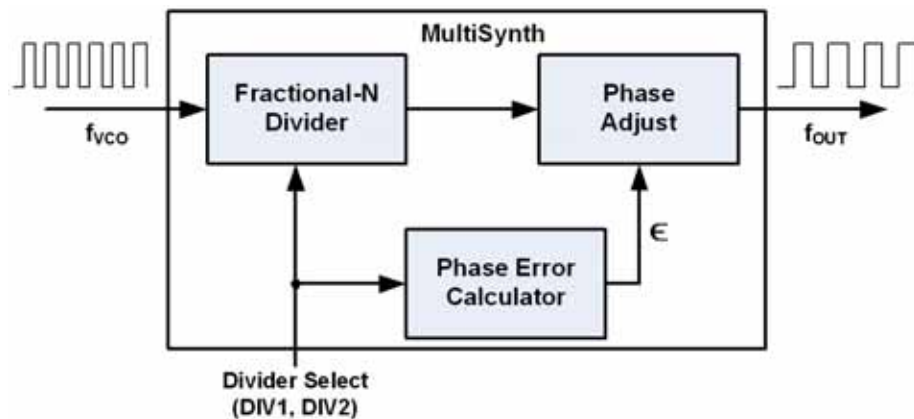 MultiSynth
Fractional-N
Divider
Phase
Adjust
fVCO
fOUT
ϵ
Phase Error
Calculator
Divider Select
(DIV1, DIV2)